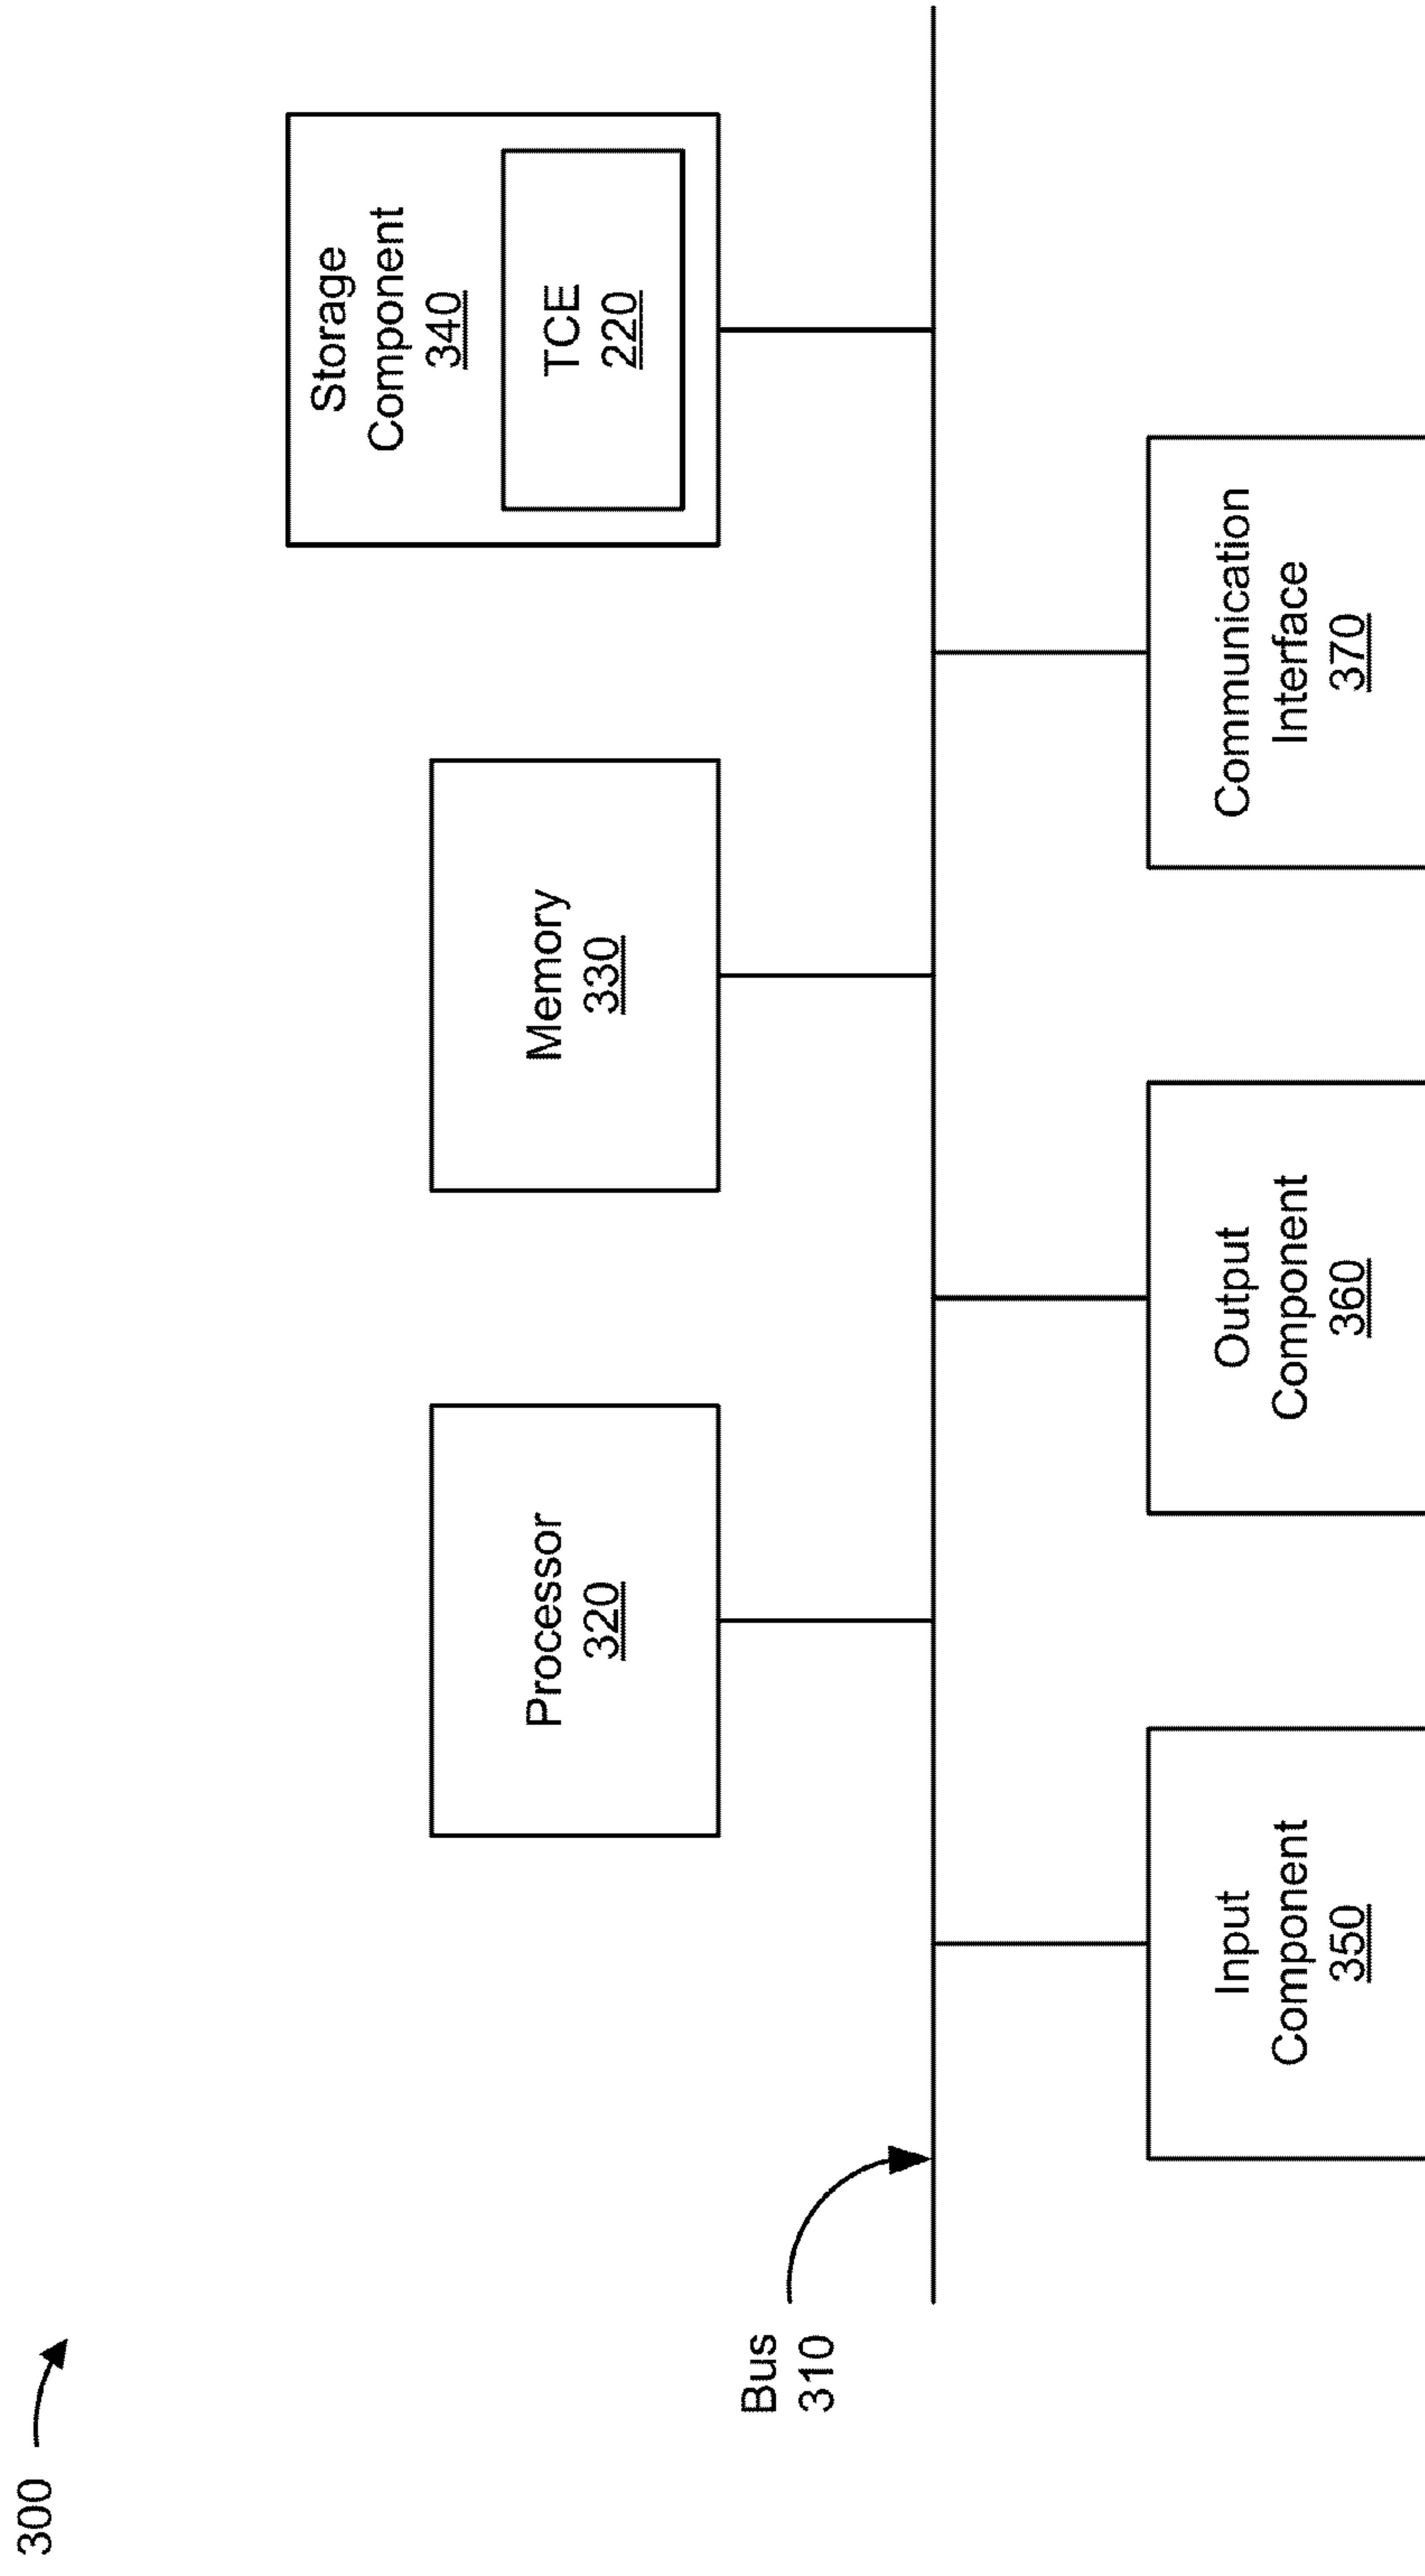 300
Storage
Component
340
TCE
220
Memory
330
Processor
320
Bus
310
Input
Component
350
Output
Component
360
Communication
Interface
370